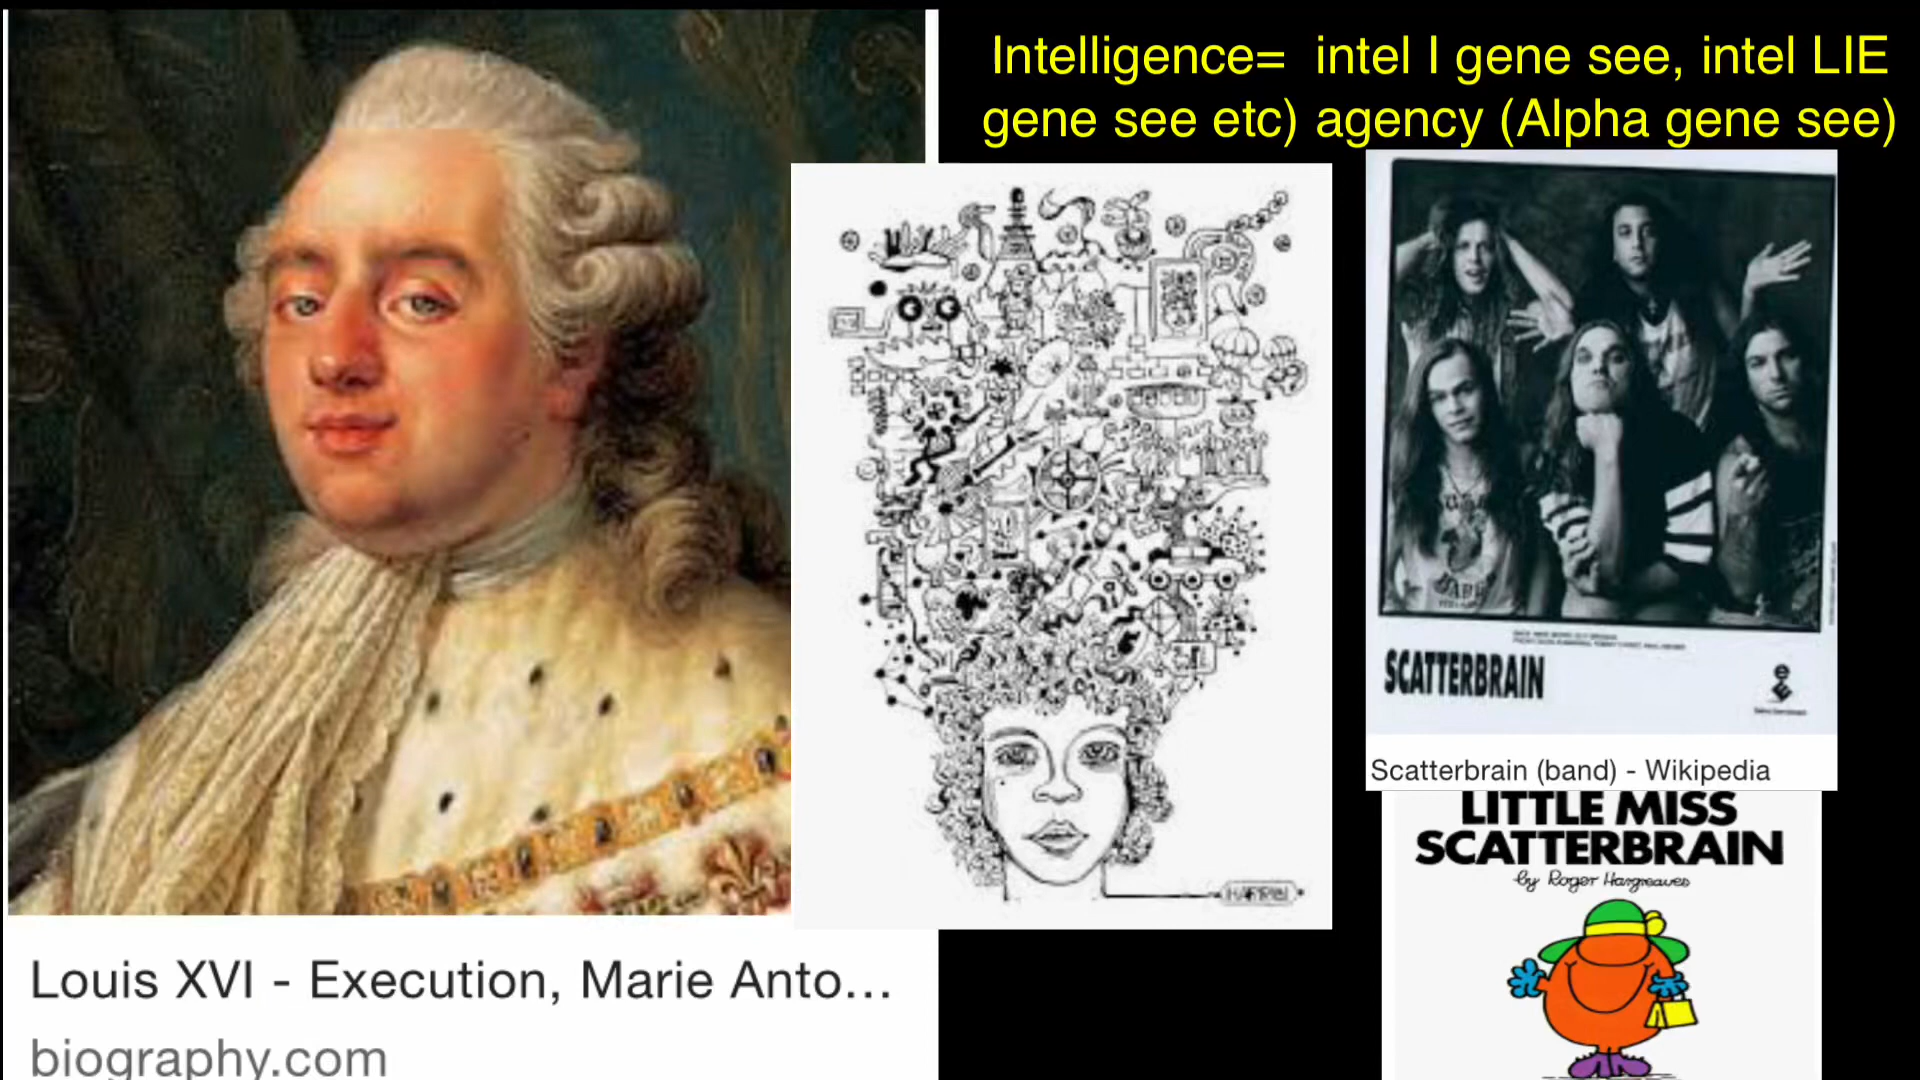 Intelligence= intel I gene see, intel LIE
gene see etc) agency (Alpha gene see)
SCATTERBRAIN
Scatterbrain (band) - Wikipedia
LITTLE MISS
SCATTERBRAIN
by Roger Hargreaves
Louis XVI - Execution, Marie Anto...
biography.com